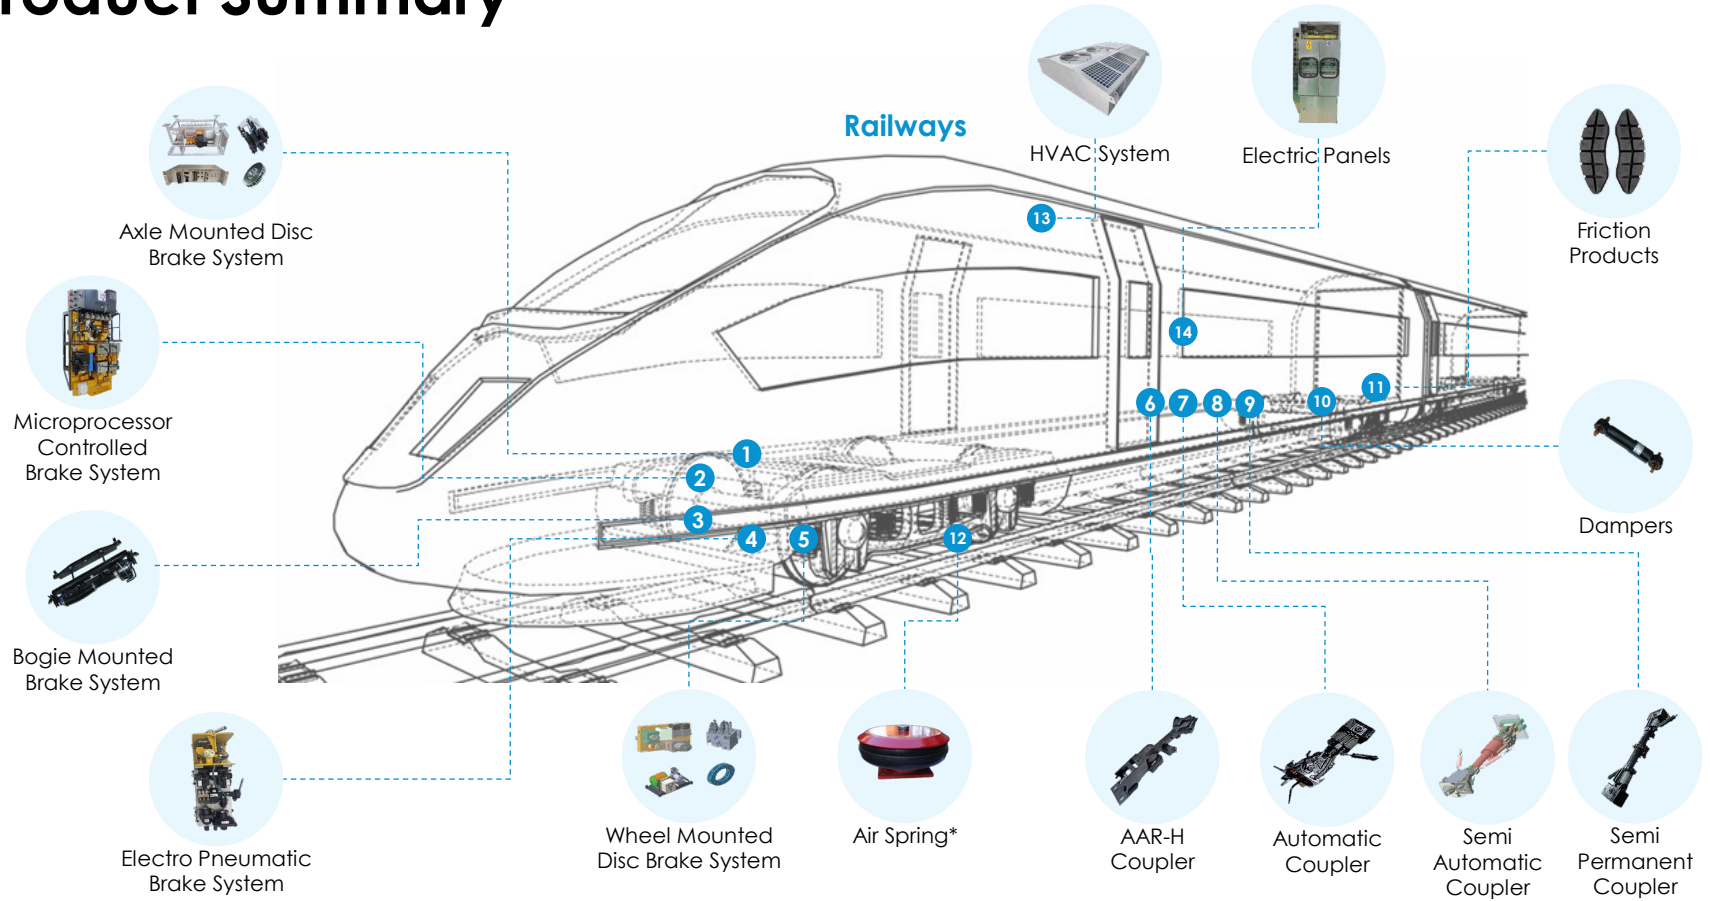 roduct Summary
Railways
HVAC System
Electric Panels
Friction
Products
Axle Mounted Disc
Brake System
Microprocessor
Controlled
Brake System
Bogie Mounted
Brake System
Electro Pneumatic
Brake System
Wheel Mounted
Disc Brake System
Air Spring*
AAR-H
Coupler
Automatic
Coupler
Semi
Automatic
Coupler
Semi
Permanent
Coupler
Dampers
13
14
11
6
7
8
9
10
1
2
3
4
5
12